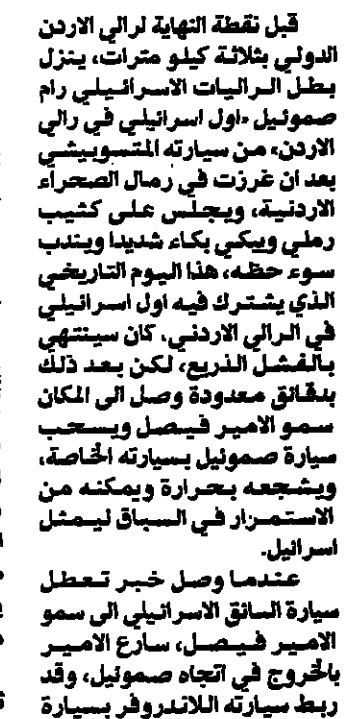 قبل نقطة النهاية لرالي الاردن
الدولي بثلاثة كيلو مترات، ينزل
بطل الراليات الاسرائيلي رام
صموئيل «اول اسرائيلي في رالي
الاردن» من سيارته المتسوبيشي
بعد ان غرزت في رمال الصحراء
الاردنية، ويجلس على كثيب
رملي ويبكي بكاء شديدا ويندب
سوء حظه، هذا اليوم التاريخي
الذي يشترك فيه اول اسرائيلي
في الرالي الاردني. كان سينتهي
بالفشل الذريع، لكن بعد ذلك
بدقائق معدودة وصل الى المكان
سمو الامير فيصل ويسحب
سيارة صموئيل بسيارته الخاصة،
ويشجعه بحرارة ويمكنه من
الاستمرار في السباق ليمثل
اسرائيل.
عندما وصل خبر تعطل
سيارة السائق الاسرائيلي الى سمو
الامير فيصل، سارع الامير
بالخروج في اتجاه صموئيل، وقد
ربط سيارته اللاندروفر بسيارة